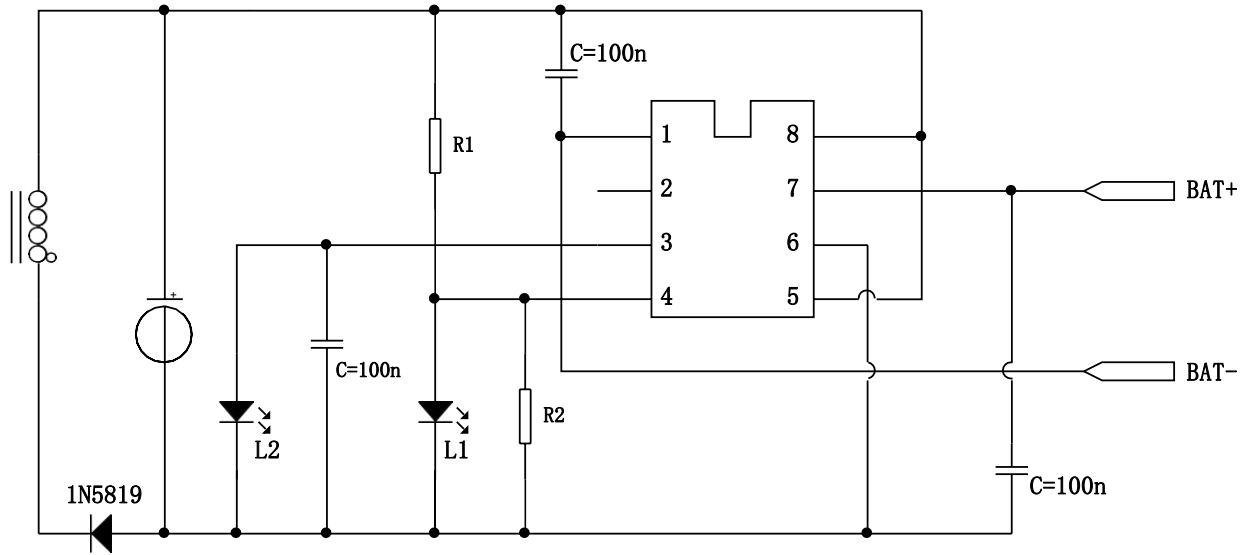 C=100n
R1
1
8
2
7
BAT+
3
6
+
4
5
C=100n
BAT-
R2
L2
L1
1N5819
C=100n